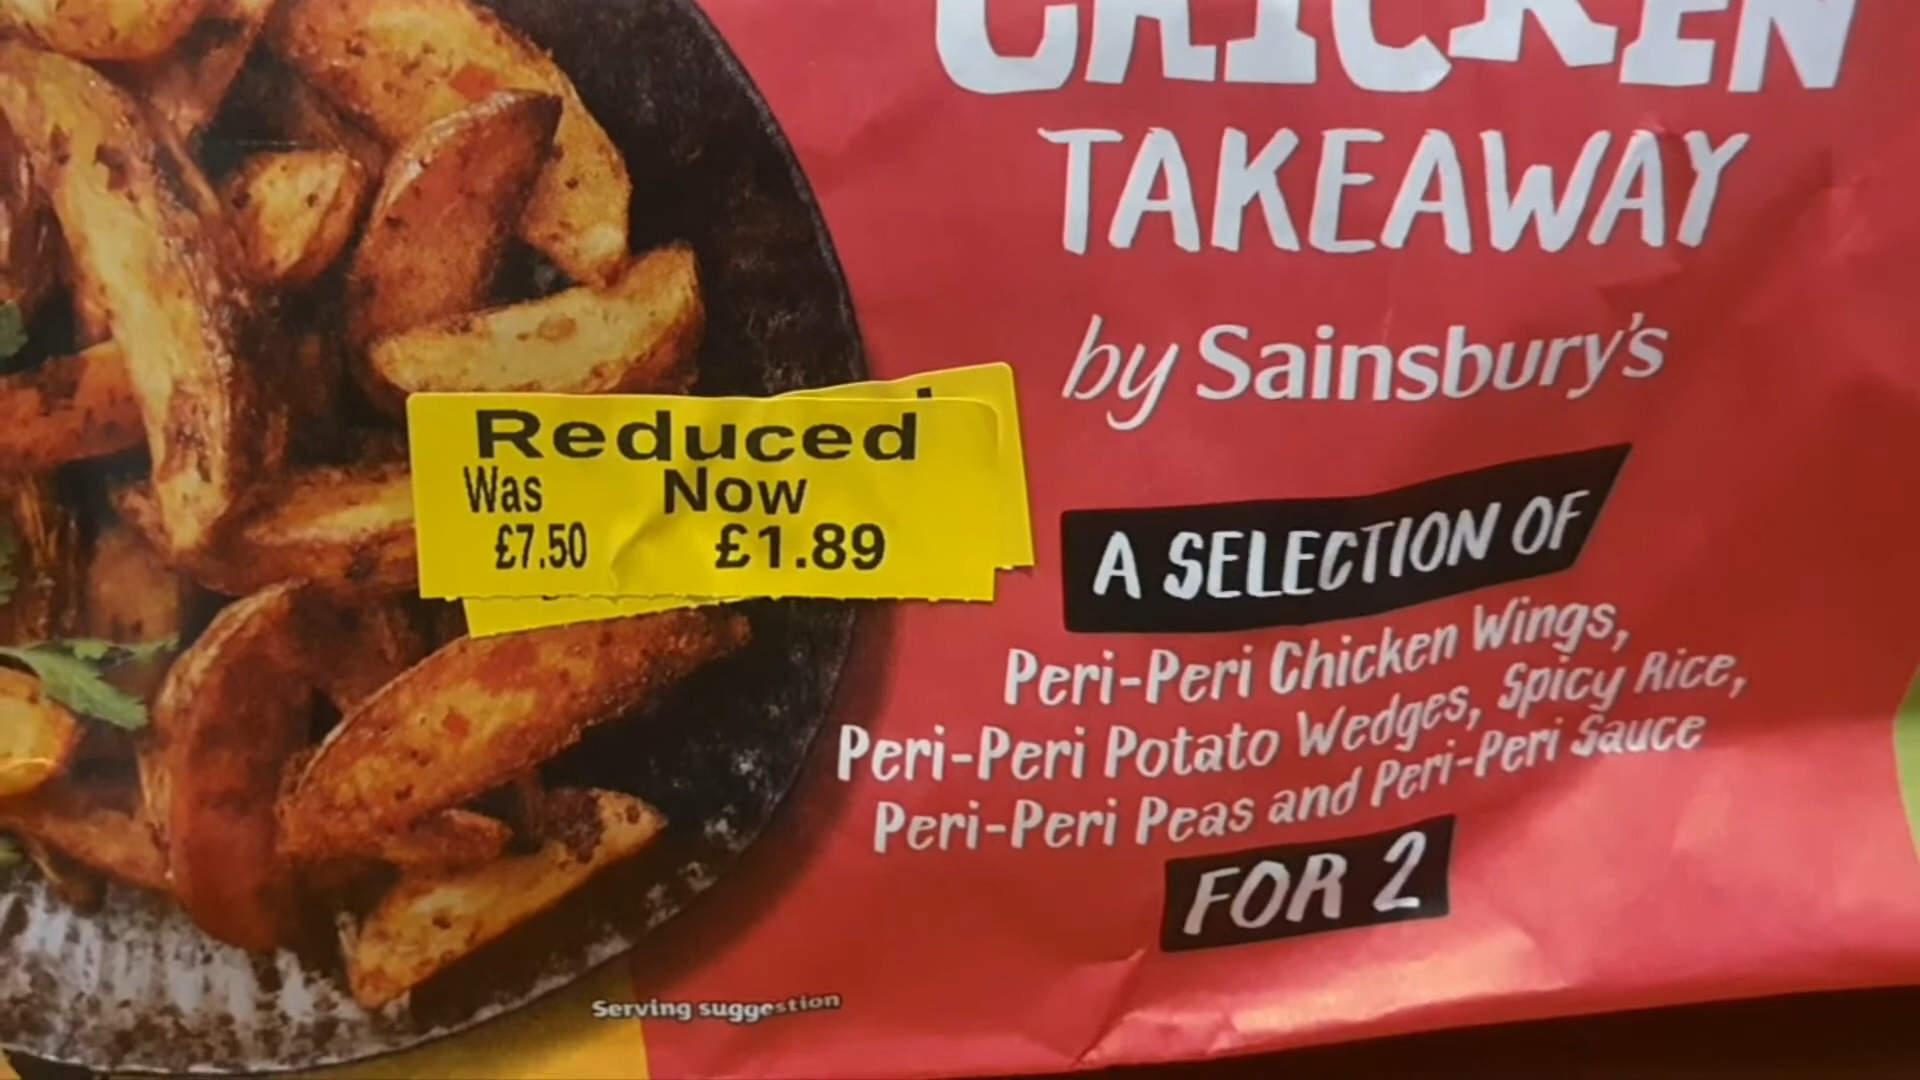 CHICKEN
TAKEAWAY
by Sainsbury's
Reduced
Was Now
£7.50 £1.89
A SELECTION OF
Peri-Peri Chicken Wings,
Peri-Peri Potato Wedges, Spicy Rice,
Peri-Peri Peas and Peri-Peri Sauce
FOR 2
Serving suggestion